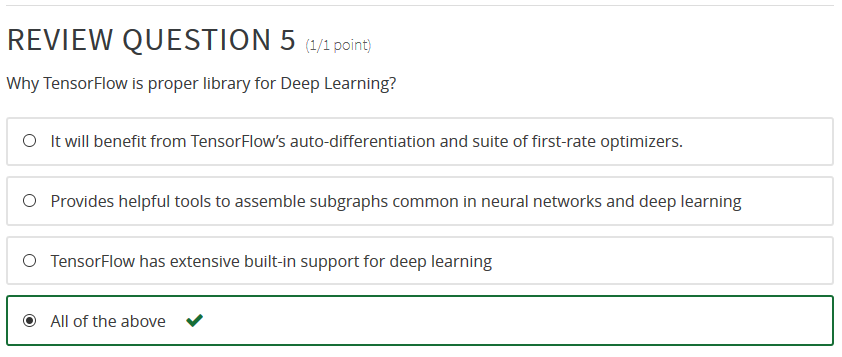 REVIEW QUESTION 5 (1/1 point)
Why TensorFlow is proper library for Deep Learning?
It will benefit from TensorFlow’s auto-differentiation and suite of first-rate optimizers.
Provides helpful tools to assemble subgraphs common in neural networks and deep learning
TensorFlow has extensive built-in support for deep learning
All of the above